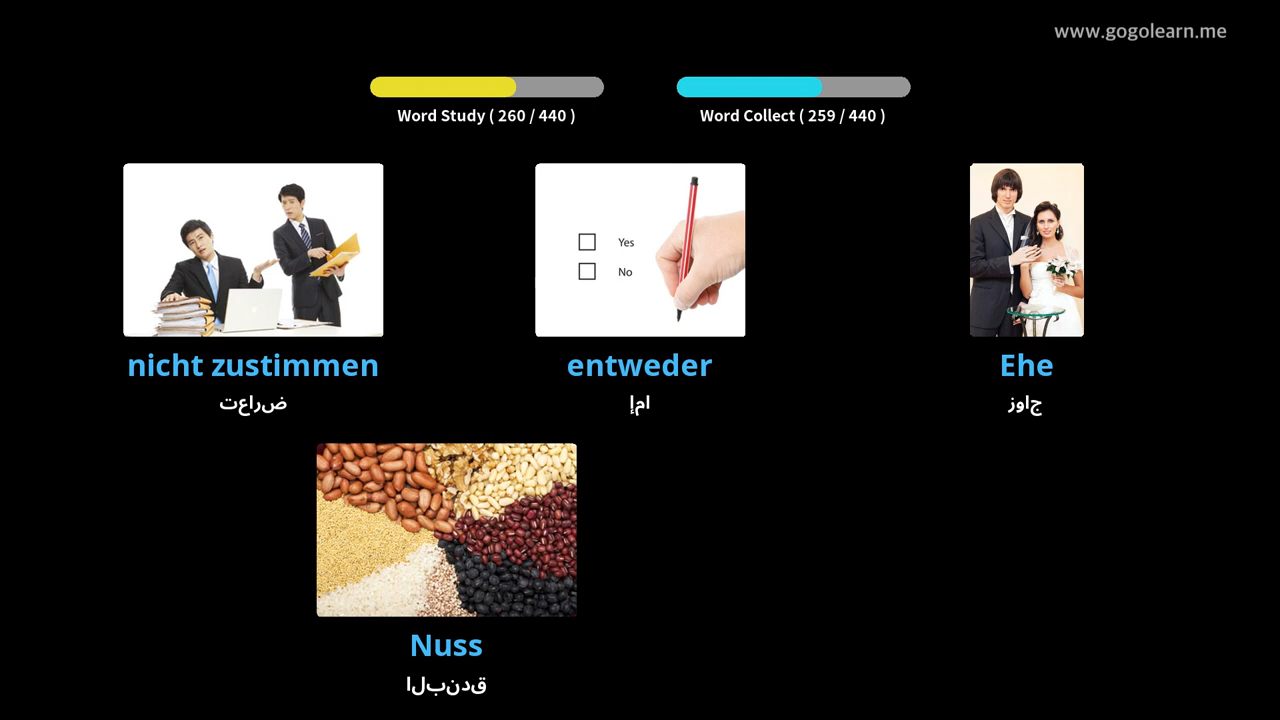 www.gogolearn.me
Word Study ( 260 / 440 )
Word Collect ( 259 / 440 )
Yes
No
nicht zustimmen
تعارض
entweder
إما
Ehe
زواج
Nuss
البندق